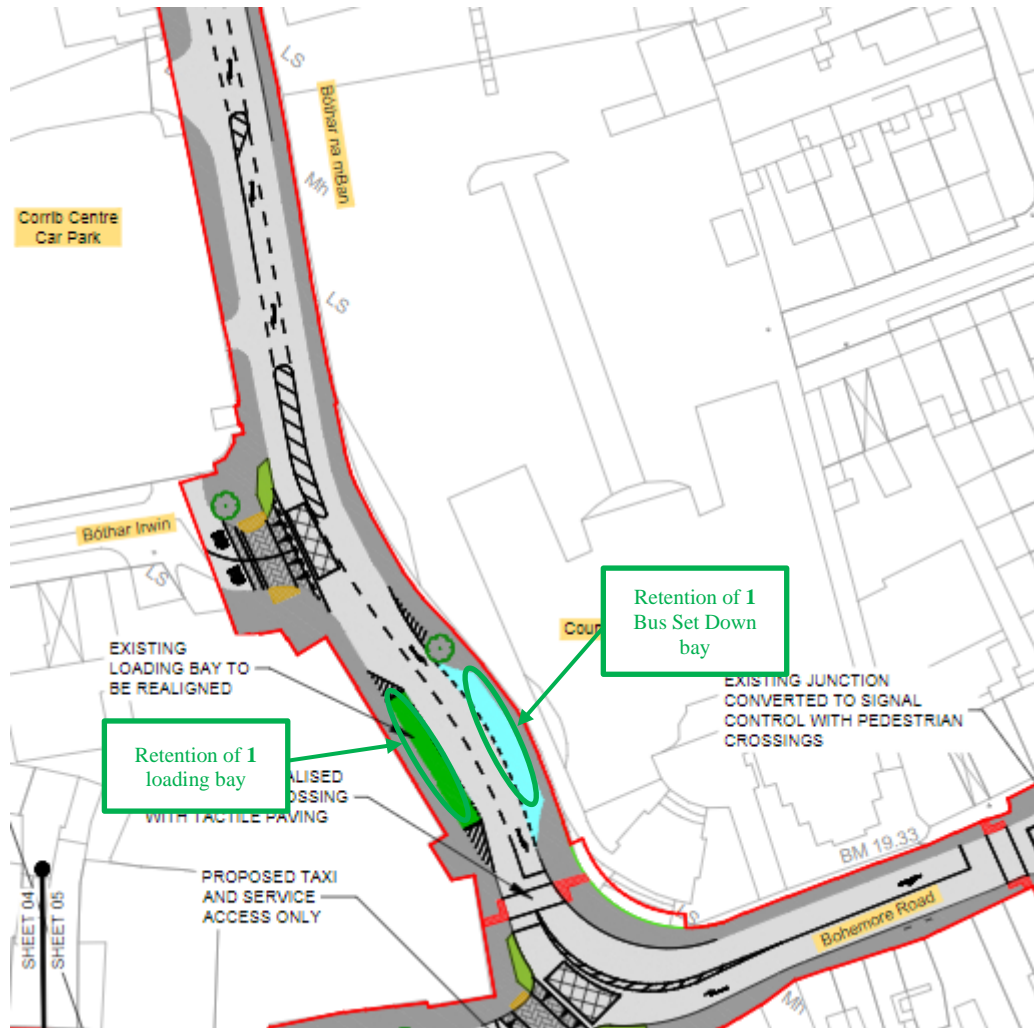 LS
Bóthar na mBan
Mh
Corrib Centre
Car Park
LS
Bóthar Irwin
LS
Retention of 1
Bus Set Down
bay
EXISTING
LOADING BAY TO
BE REALIGNED
EXISTING JUNCTION
CONVERTED TO SIGNAL
CONTROL WITH PEDESTRIAN
CROSSINGS
Retention of 1
loading bay
WITH TACTILE PAVING
BM 19.33
PROPOSED TAXI
AND SERVICE
ACCESS ONLY
SHEET 04
SHEET 05
LS
Bohemore Road
Mh